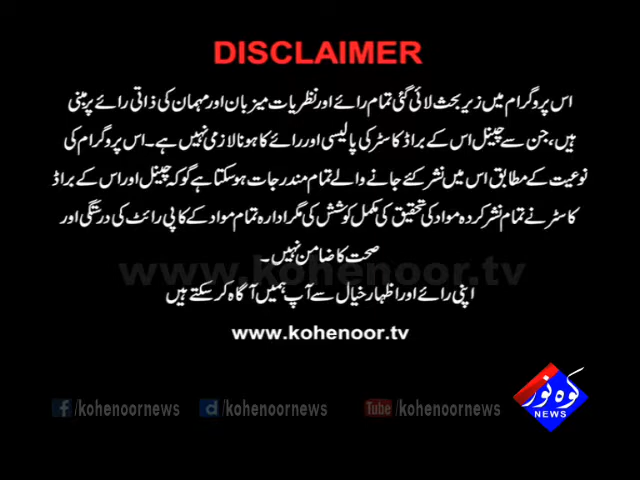 DISCLAIMER
اس پروگرام میں زیر بحث لائی گئی تمام رائے اور نظریات میزبان اور مہمان کی ذاتی رائے پر مبنی
ہیں، جن سے چینل اس کے براڈ کاسٹر کی پالیسی اور رائے کا ہونا لازمی نہیں ہے۔ اس پروگرام کی
نوعیت کے مطابق اس میں نشر کئے جانے والے تمام مندرجات ہوسکتا ہے گو کہ چینل اور اس کے براڈ
کاسٹر نے تمام نشر کردہ مواد کی تحقیق کی مکمل کوشش کی مگر ادارہ تمام مواد کے کاپی رائٹ کی درستگی اور
صحت کا ضامن نہیں۔
www.kohenoor.tv
اپنی رائے اور اظہار خیال سے آپ ہمیں آگاہ کر سکتے ہیں
www.kohenoor.tv
f /kohenoornews d /kohenoornews Tube /kohenoornews
کوہ نور
NEWS